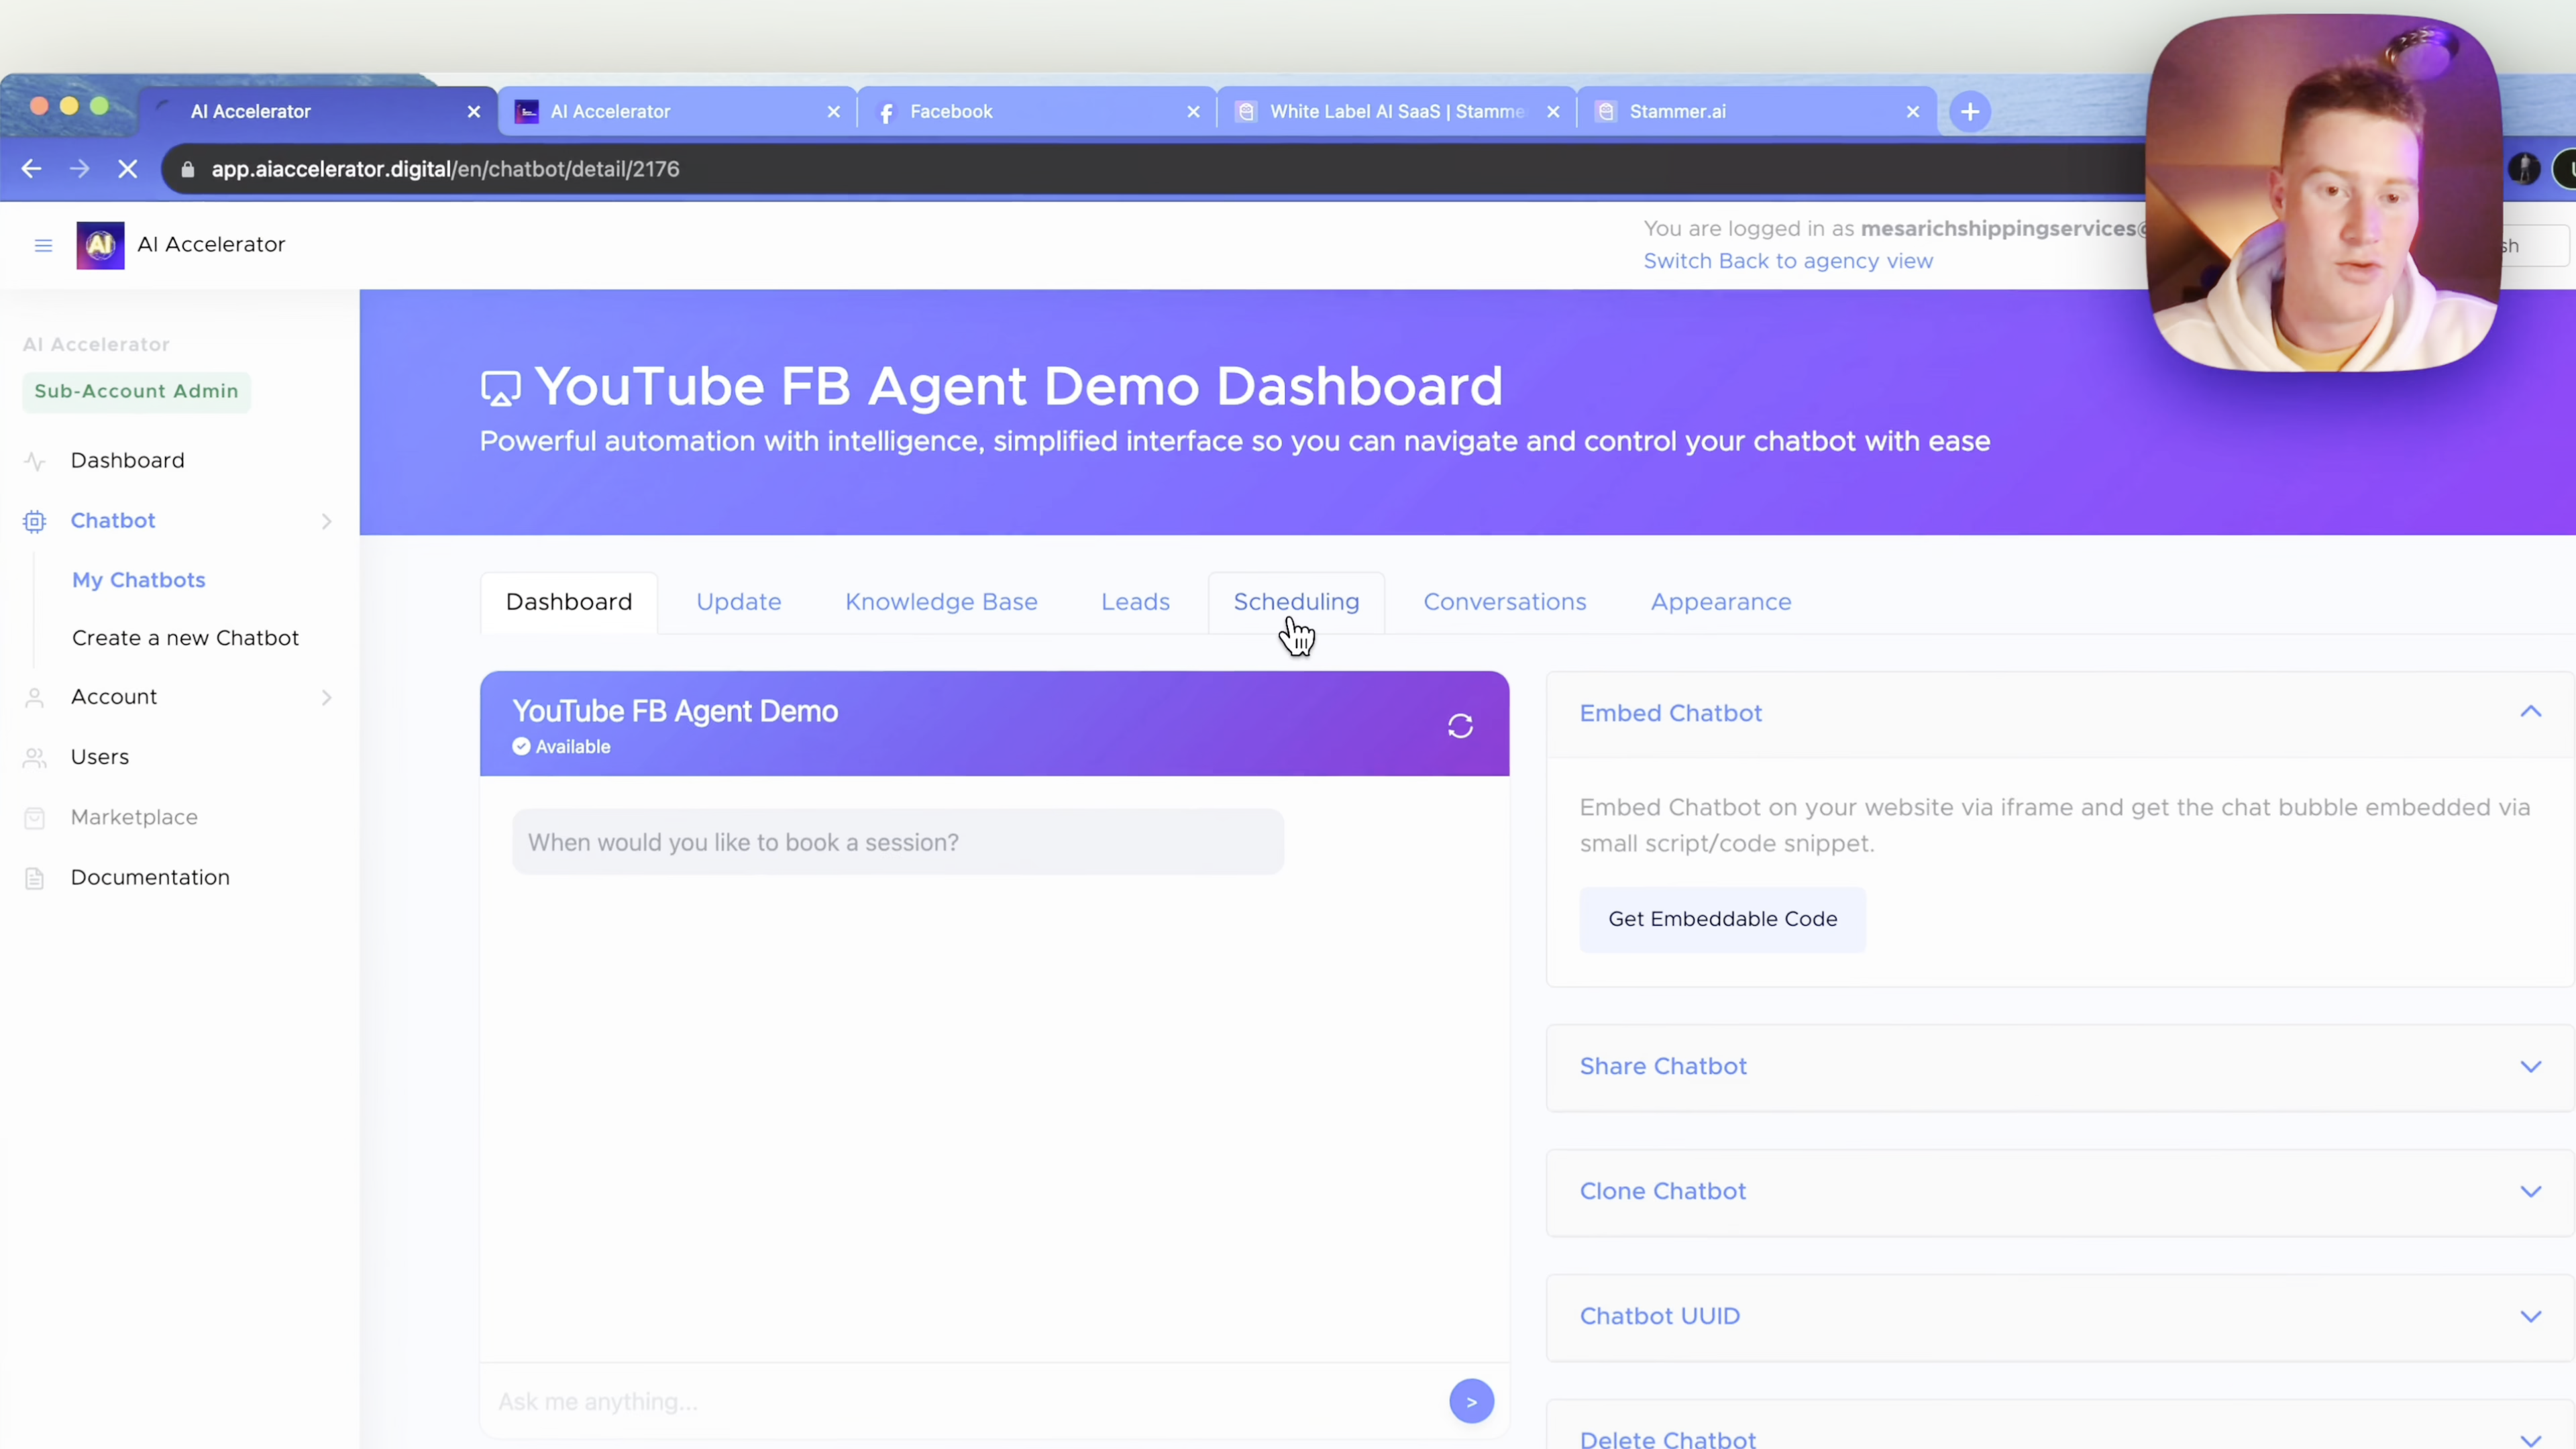 AI Accelerator
AI Accelerator
Facebook
White Label AI SaaS | Stamme
Stammer.ai
app.aiaccelerator.digital/en/chatbot/detail/2176
AI
AI Accelerator
You are logged in as mesarichshippingservices@
Switch Back to agency view
AI Accelerator
Sub-Account Admin
Dashboard
Chatbot
My Chatbots
Create a new Chatbot
Account
Users
Marketplace
Documentation
YouTube FB Agent Demo Dashboard
Powerful automation with intelligence, simplified interface so you can navigate and control your chatbot with ease
Dashboard
Update
Knowledge Base
Leads
Scheduling
Conversations
Appearance
YouTube FB Agent Demo
Available
When would you like to book a session?
Ask me anything...
>
Embed Chatbot
Embed Chatbot on your website via iframe and get the chat bubble embedded via
small script/code snippet.
Get Embeddable Code
Share Chatbot
Clone Chatbot
Chatbot UUID
Delete Chatbot